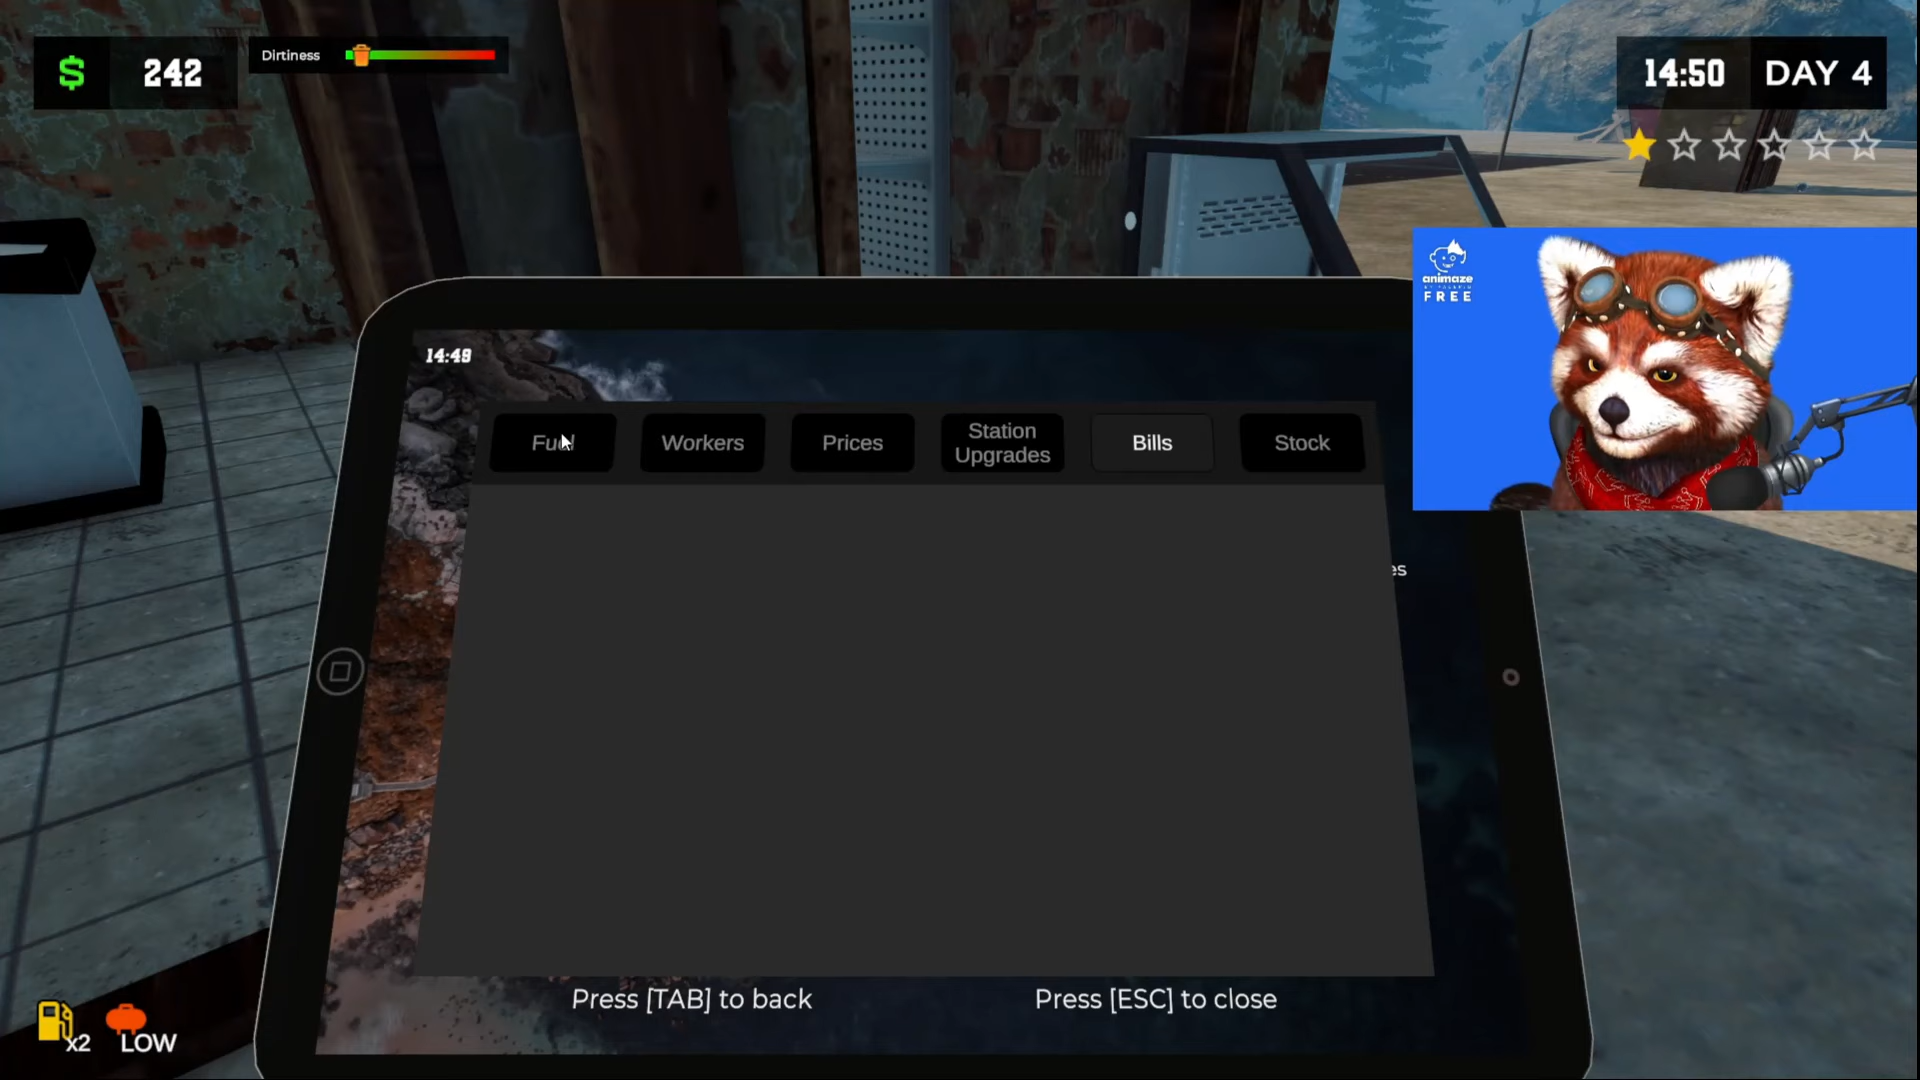 $ 242
Dirtiness
14:50 DAY 4
animaze
FREE
14:49
Fuel
Workers
Prices
Station
Upgrades
Bills
Stock
es
Press [TAB] to back
Press [ESC] to close
x2
LOW